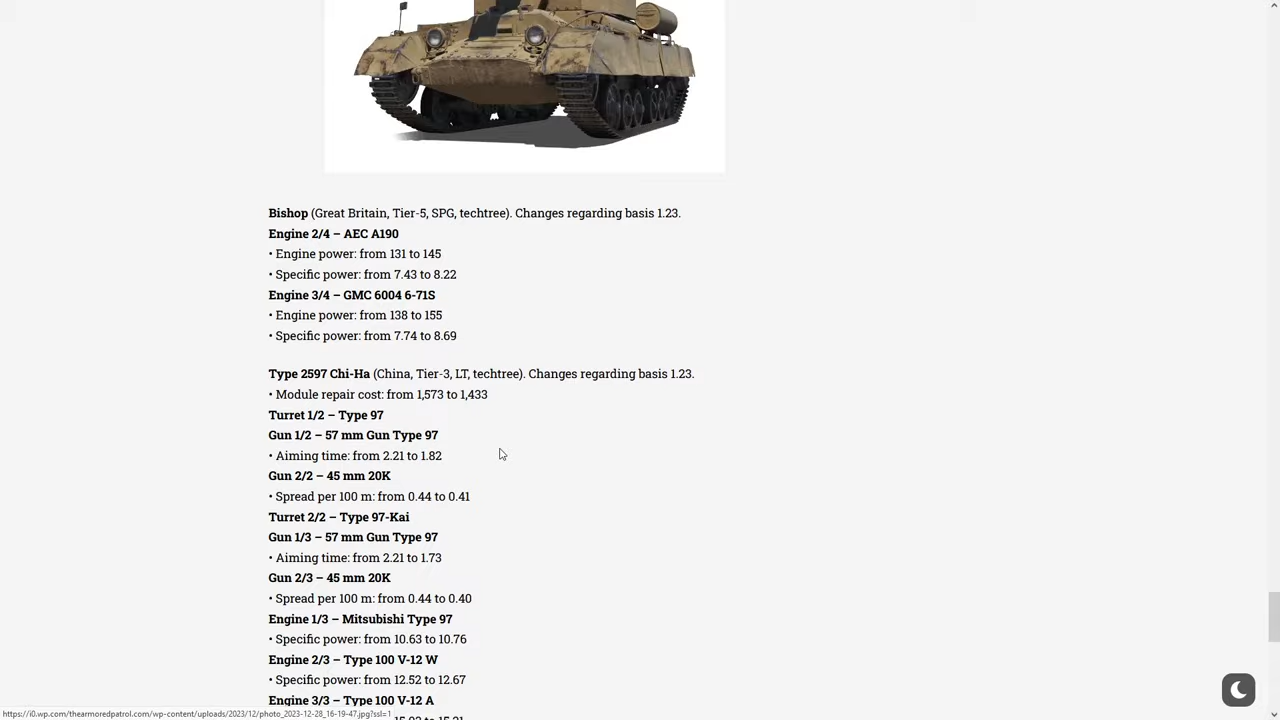 Bishop (Great Britain, Tier-5, SPG, techtree). Changes regarding basis 1.23.
Engine 2/4 – AEC A190
• Engine power: from 131 to 145
• Specific power: from 7.43 to 8.22
Engine 3/4 – GMC 6004 6-71S
• Engine power: from 138 to 155
• Specific power: from 7.74 to 8.69
Type 2597 Chi-Ha (China, Tier-3, LT, techtree). Changes regarding basis 1.23.
• Module repair cost: from 1,573 to 1,433
Turret 1/2 – Type 97
Gun 1/2 – 57 mm Gun Type 97
• Aiming time: from 2.21 to 1.82
Gun 2/2 – 45 mm 20K
• Spread per 100 m: from 0.44 to 0.41
Turret 2/2 – Type 97-Kai
Gun 1/3 – 57 mm Gun Type 97
• Aiming time: from 2.21 to 1.73
Gun 2/3 – 45 mm 20K
• Spread per 100 m: from 0.44 to 0.40
Engine 1/3 – Mitsubishi Type 97
• Specific power: from 10.63 to 10.76
Engine 2/3 – Type 100 V-12 W
• Specific power: from 12.52 to 12.67
Engine 3/3 – Type 100 V-12 A
https://i0.wp.com/thearmoredpatrol.com/wp-content/uploads/2023/12/photo_2023-12-28_16-19-47.jpg?ssl=1